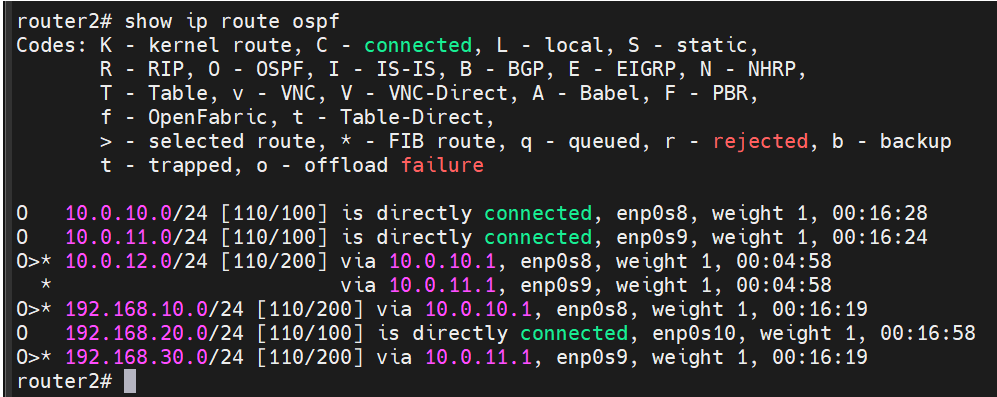 router2# show ip route ospf
Codes: K - kernel route, C - connected, L - local, S - static,
       R - RIP, O - OSPF, I - IS-IS, B - BGP, E - EIGRP, N - NHRP,
       T - Table, v - VNC, V - VNC-Direct, A - Babel, F - PBR,
       f - OpenFabric, t - Table-Direct,
       > - selected route, * - FIB route, q - queued, r - rejected, b - backup
       t - trapped, o - offload failure

O   10.0.10.0/24 [110/100] is directly connected, enp0s8, weight 1, 00:16:28
O   10.0.11.0/24 [110/100] is directly connected, enp0s9, weight 1, 00:16:24
O>* 10.0.12.0/24 [110/200] via 10.0.10.1, enp0s8, weight 1, 00:04:58
  *                        via 10.0.11.1, enp0s9, weight 1, 00:04:58
O>* 192.168.10.0/24 [110/200] via 10.0.10.1, enp0s8, weight 1, 00:16:19
O   192.168.20.0/24 [110/100] is directly connected, enp0s10, weight 1, 00:16:58
O>* 192.168.30.0/24 [110/200] via 10.0.11.1, enp0s9, weight 1, 00:16:19
router2#